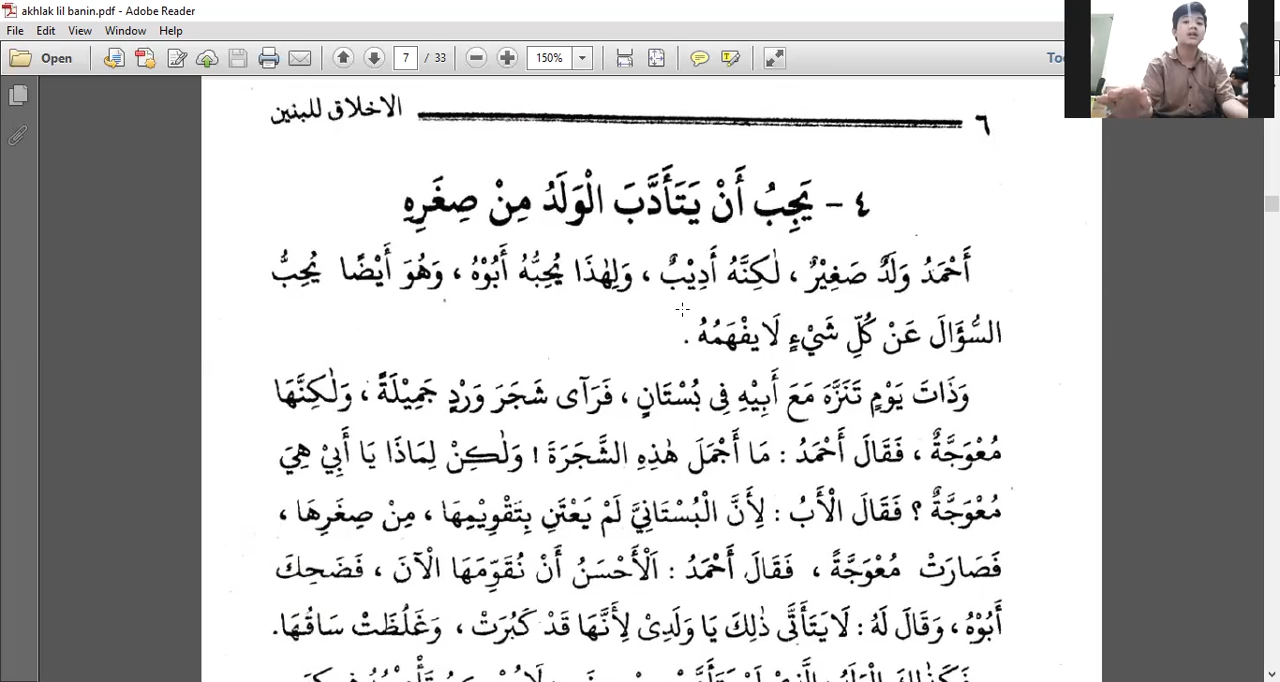 akhlak lil banin.pdf - Adobe Reader
File Edit View Window Help
Open 7 / 33 150% Too
٦ الاخلاق للبنين
٤ - يَجِبُ أَنْ يَتَأَدَّبَ الْوَلَدُ مِنْ صِغَرِهِ
أَحْمَدُ وَلَدٌ صَغِيْرٌ ، لٰكِنَّهُ أَدِيْبٌ ، وَلِهٰذَا يُحِبُّهُ أَبُوْهُ ، وَهُوَ أَيْضًا يُحِبُّ
السُّؤَالَ عَنْ كُلِّ شَيْءٍ لَا يَفْهَمُهُ .
وَذَاتَ يَوْمٍ تَنَزَّهَ مَعَ أَبِيْهِ فِى بُسْتَانٍ ، فَرَآى شَجَرَ وَرْدٍ جَمِيْلَةً ، وَلٰكِنَّهَا
مُعْوَجَّةٌ ، فَقَالَ أَحْمَدُ : مَا أَجْمَلَ هٰذِهِ الشَّجَرَةَ ! وَلٰكِنْ لِمَاذَا يَا أَبِيْ هِيَ
مُعْوَجَّةٌ ؟ فَقَالَ الْأَبُ : لِأَنَّ الْبُسْتَانِيَّ لَمْ يَعْتَنِ بِتَقْوِيْمِهَا ، مِنْ صِغَرِهَا ،
فَصَارَتْ مُعْوَجَّةً ، فَقَالَ أَحْمَدُ : اَلْأَحْسَنُ أَنْ نُقَوِّمَهَا الْآنَ ، فَضَحِكَ
أَبُوْهُ ، وَقَالَ لَهُ : لَا يَتَأَتَّى ذٰلِكَ يَا وَلَدِىْ لِأَنَّهَا قَدْ كَبُرَتْ ، وَغَلُظَتْ سَاقُهَا.